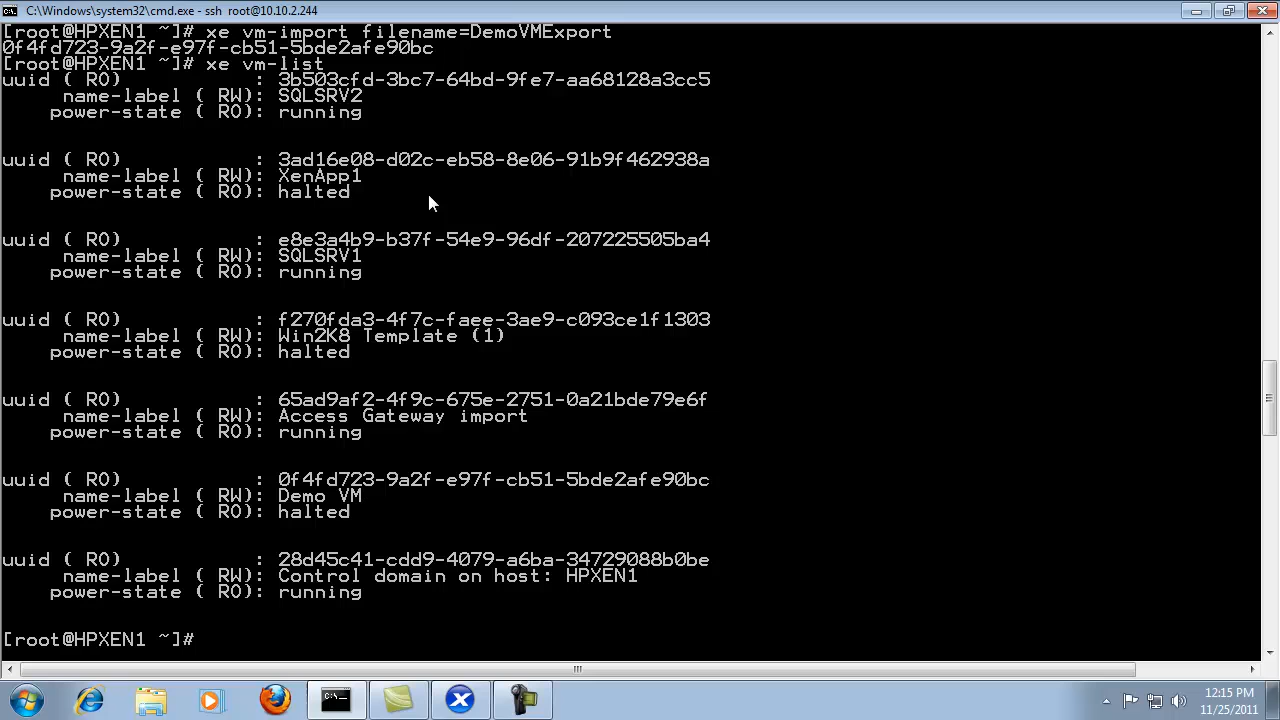 C:\Windows\system32\cmd.exe - ssh root@10.10.2.244
[root@HPXEN1 ~]# xe vm-import filename=DemoVMExport
0f4fd723-9a2f-e97f-cb51-5bde2afe90bc
[root@HPXEN1 ~]# xe vm-list
uuid ( RO)           : 3b503cfd-3bc7-64bd-9fe7-aa68128a3cc5
     name-label ( RW): SQLSRV2
    power-state ( RO): running
uuid ( RO)           : 3ad16e08-d02c-eb58-8e06-91b9f462938a
     name-label ( RW): XenApp1
    power-state ( RO): halted
uuid ( RO)           : e8e3a4b9-b37f-54e9-96df-207225505ba4
     name-label ( RW): SQLSRV1
    power-state ( RO): running
uuid ( RO)           : f270fda3-4f7c-faee-3ae9-c093ce1f1303
     name-label ( RW): Win2K8 Template (1)
    power-state ( RO): halted
uuid ( RO)           : 65ad9af2-4f9c-675e-2751-0a21bde79e6f
     name-label ( RW): Access Gateway import
    power-state ( RO): running
uuid ( RO)           : 0f4fd723-9a2f-e97f-cb51-5bde2afe90bc
     name-label ( RW): Demo VM
    power-state ( RO): halted
uuid ( RO)           : 28d45c41-cdd9-4079-a6ba-34729088b0be
     name-label ( RW): Control domain on host: HPXEN1
    power-state ( RO): running
[root@HPXEN1 ~]#
12:15 PM
11/25/2011